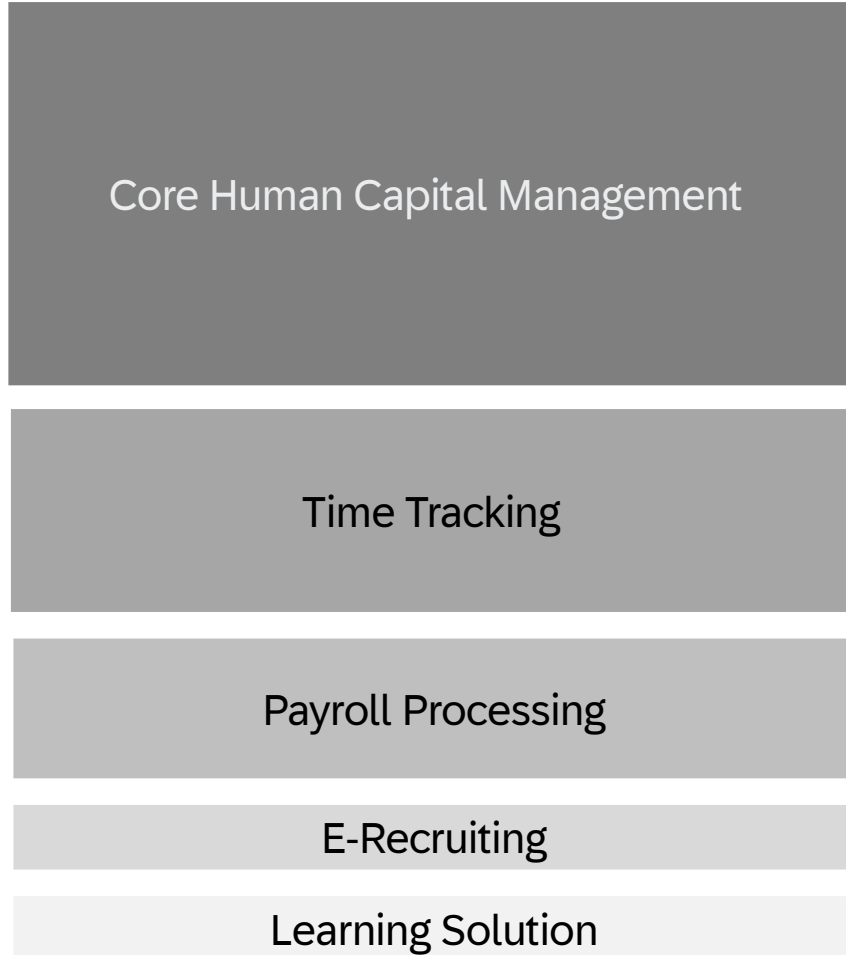 Core Human Capital Management
Time Tracking
Payroll Processing
E-Recruiting
Learning Solution